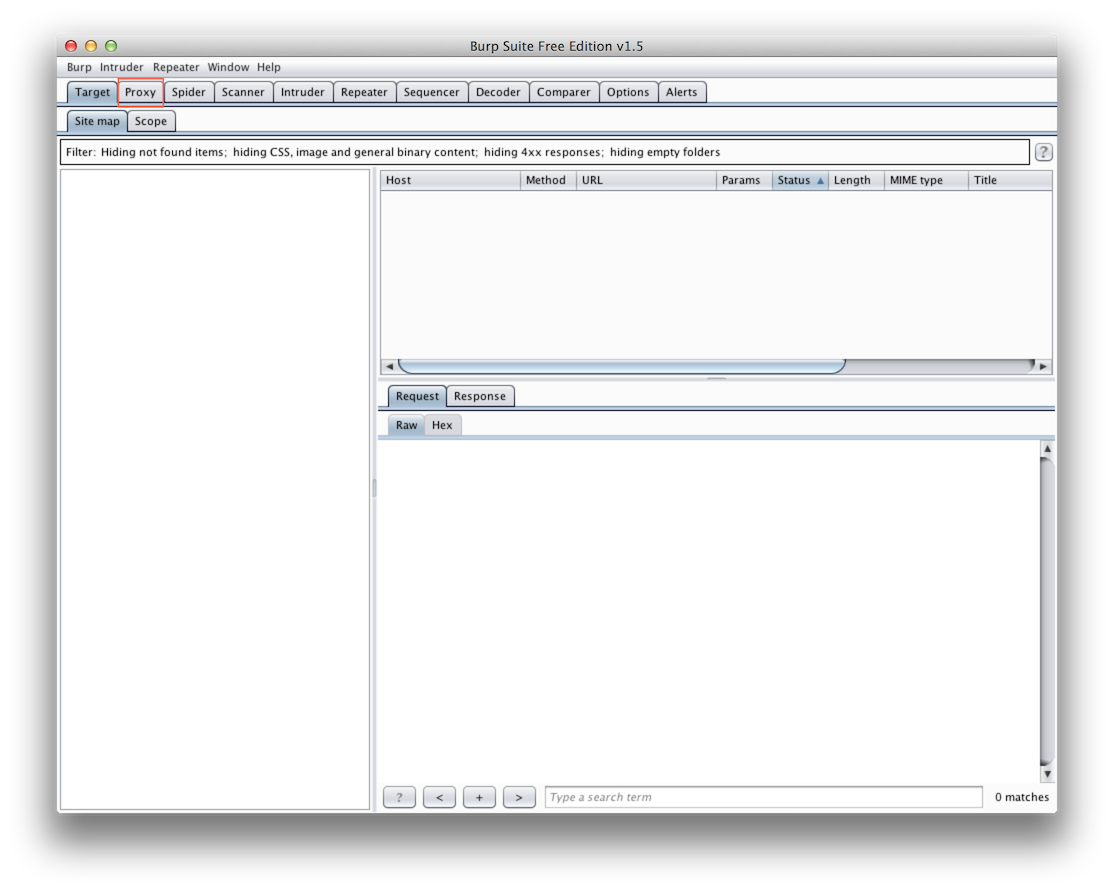 Burp Suite Free Edition v1.5
Burp Intruder Repeater Window Help
Target Proxy Spider Scanner Intruder Repeater Sequencer Decoder Comparer Options Alerts
Site map Scope
Filter: Hiding not found items; hiding CSS, image and general binary content; hiding 4xx responses; hiding empty folders ?
Host Method URL Params Status ▲ Length MIME type Title
Request Response
Raw Hex
? < + > Type a search term 0 matches